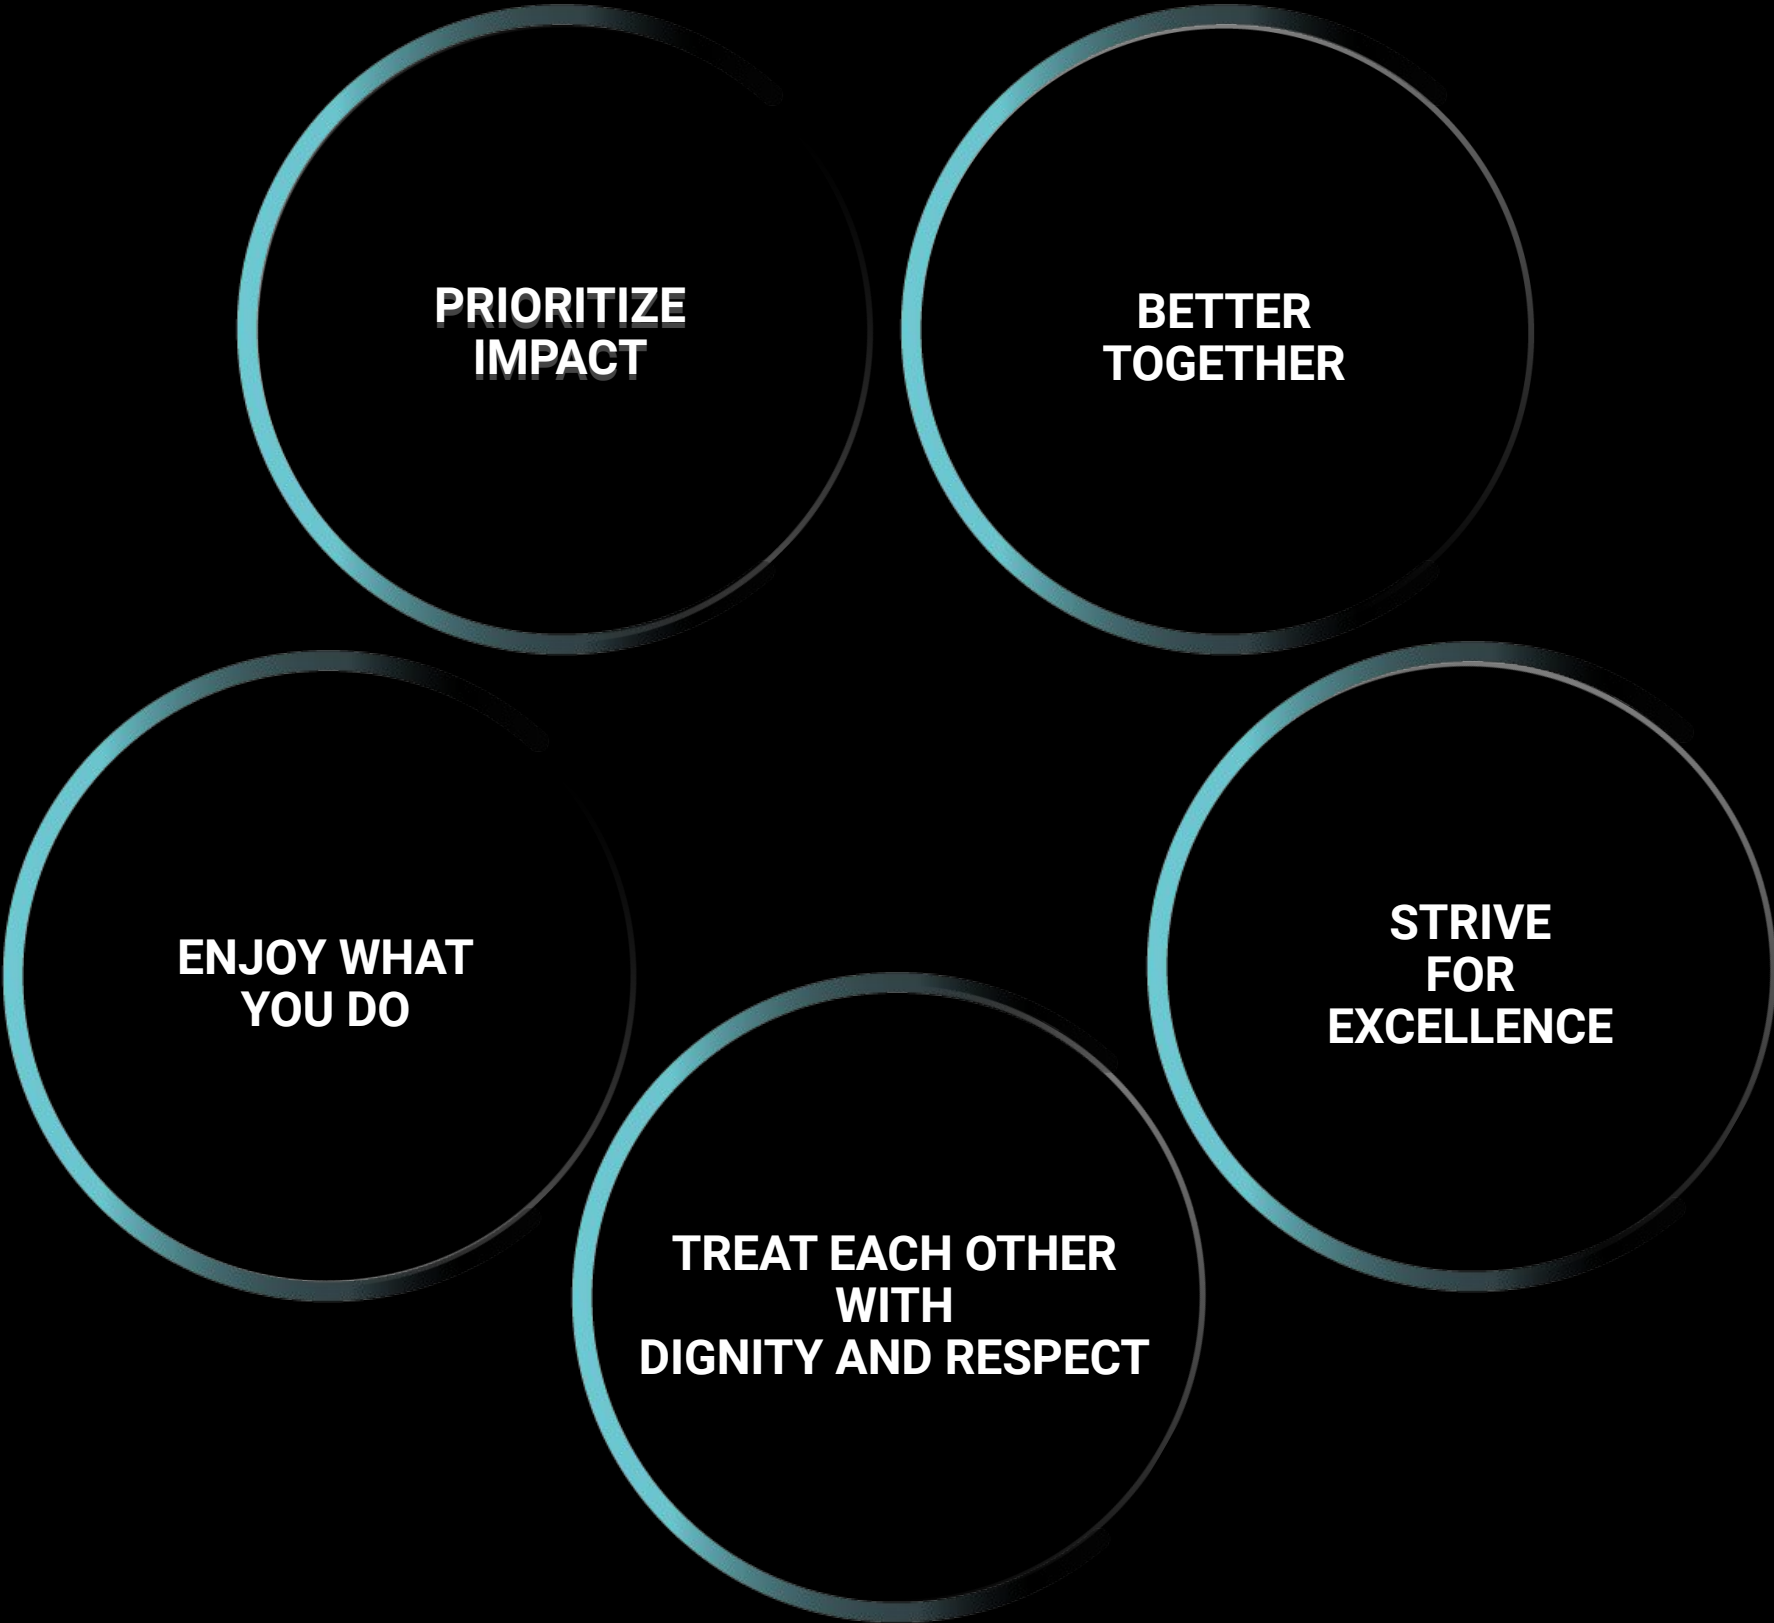 PRIORITIZE
IMPACT
BETTER
TOGETHER
ENJOY WHAT
YOU DO
STRIVE
FOR
EXCELLENCE
TREAT EACH OTHER
WITH
DIGNITY AND RESPECT